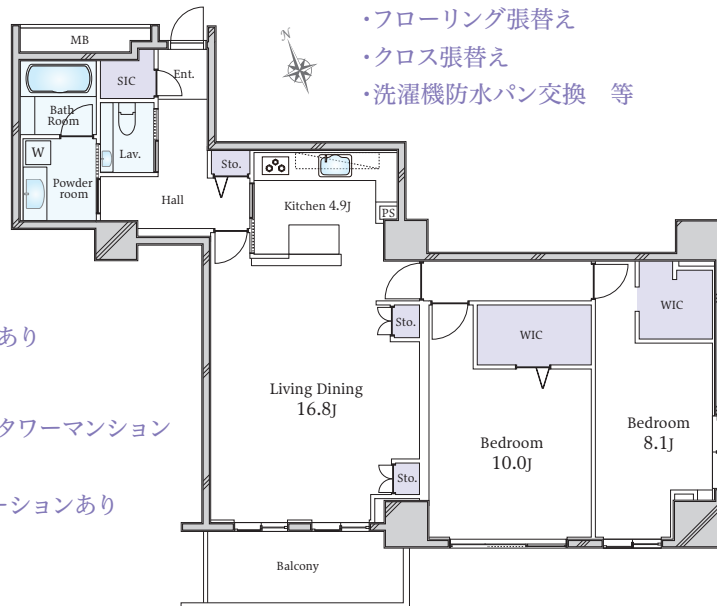 ・フローリング張替え
・クロス張替え
・洗濯機防水パン交換　等
N
MB
SIC
Ent.
Bath
Room
W
Lav.
Powder
room
Hall
Sto.
Kitchen 4.9J
PS
あり
タワーマンション
ーションあり
Sto.
Living Dining
16.8J
Sto.
WIC
Bedroom
10.0J
WIC
Bedroom
8.1J
Balcony